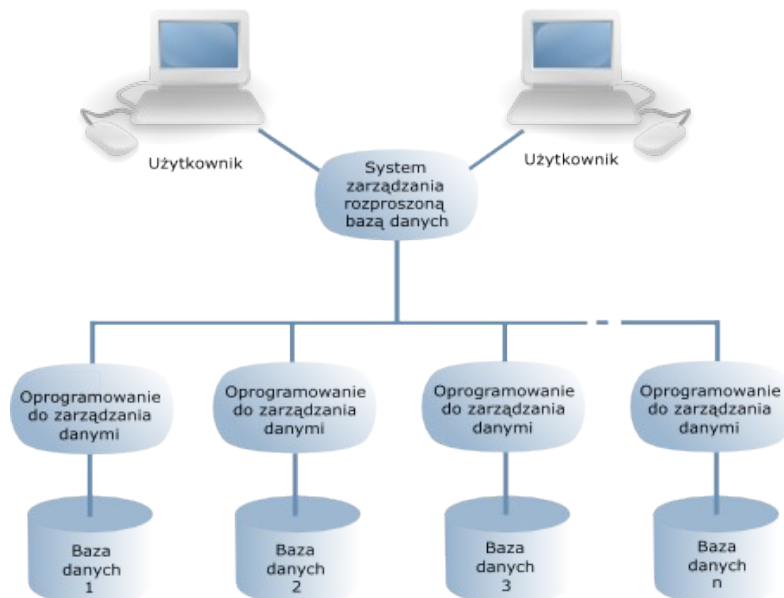 Użytkownik
Użytkownik
System
zarządzania
rozproszoną
bazą danych
Oprogramowanie
do zarządzania
danymi
Oprogramowanie
do zarządzania
danymi
Oprogramowanie
do zarządzania
danymi
Oprogramowanie
do zarządzania
danymi
Baza
danych
1
Baza
danych
2
Baza
danych
3
Baza
danych
n